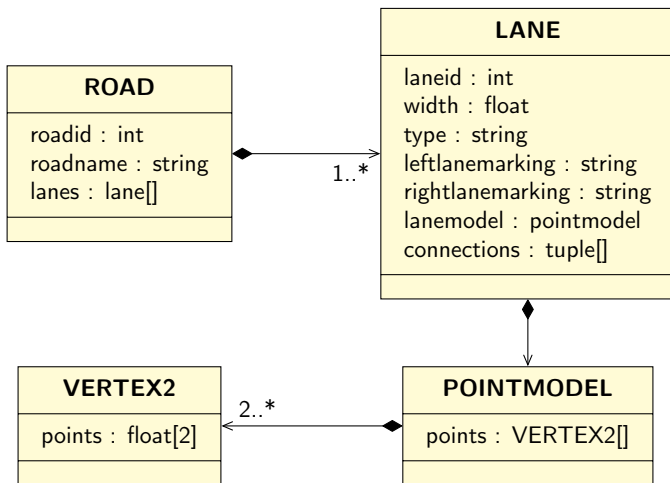 ROAD
roadid : int
roadname : string
lanes : lane[]
1..*
LANE
laneid : int
width : float
type : string
leftlanemarking : string
rightlanemarking : string
lanemodel : pointmodel
connections : tuple[]
VERTEX2
points : float[2]
2..*
POINTMODEL
points : VERTEX2[]